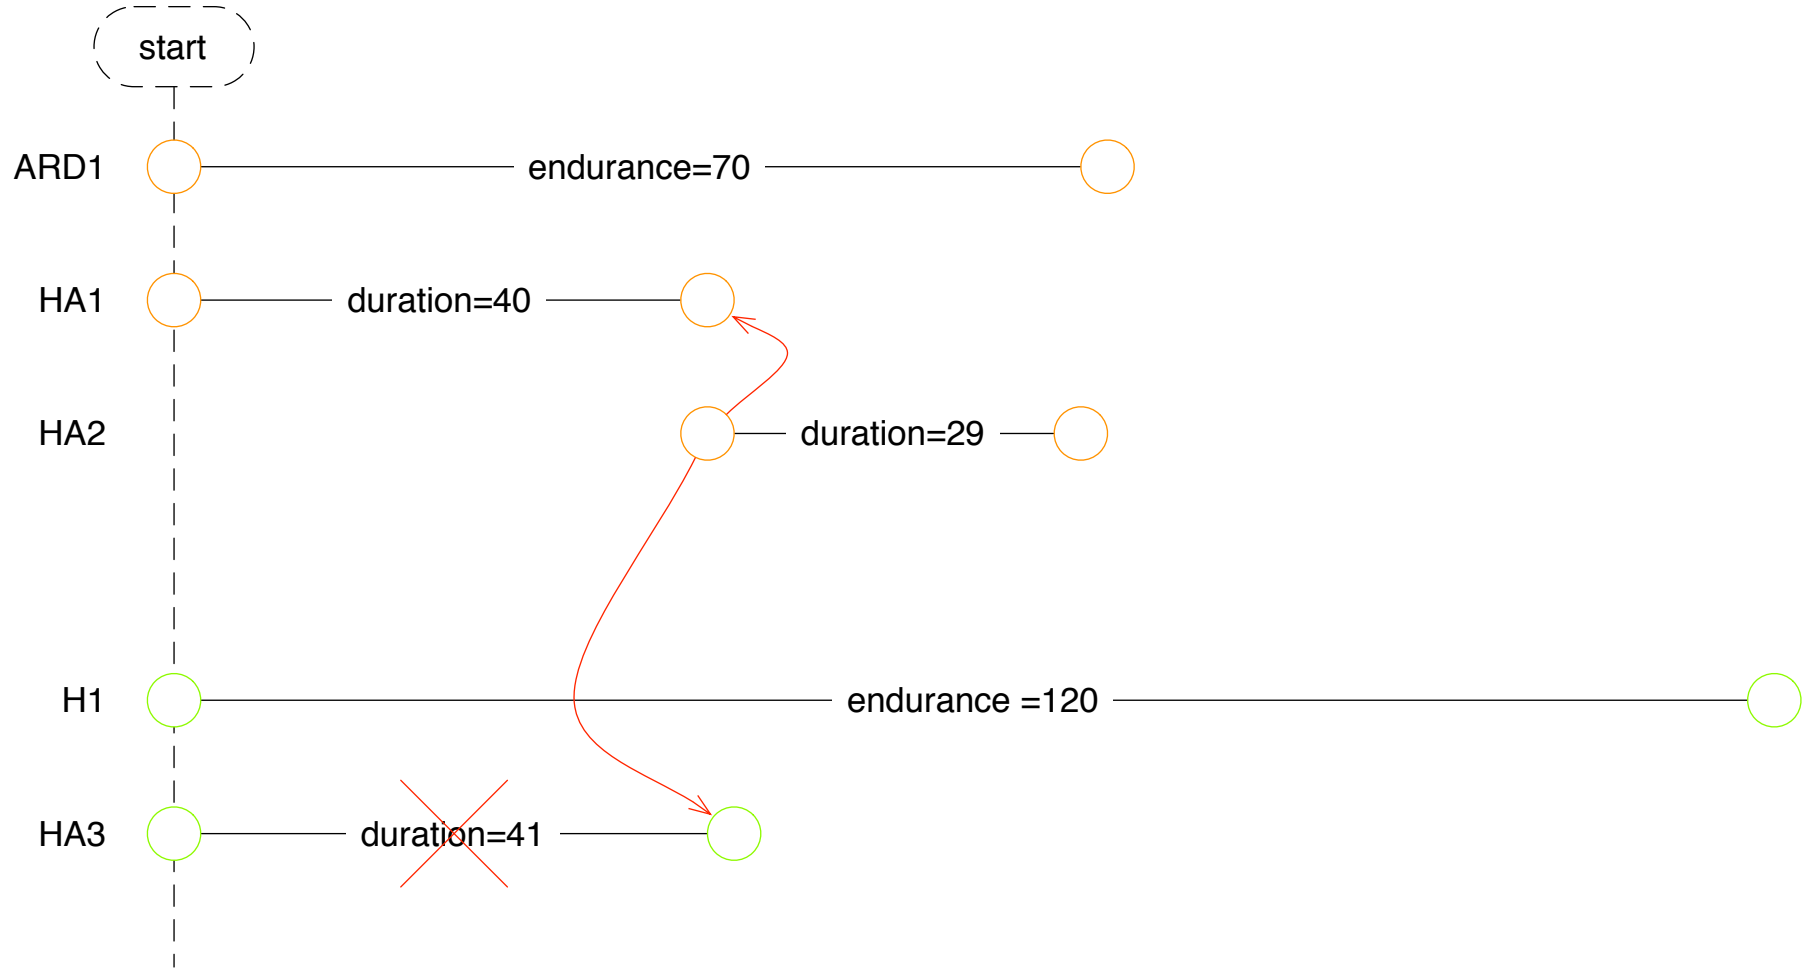 start
ARD1
endurance=70
HA1
duration=40
HA2
duration=29
H1
endurance =120
HA3
duration=41